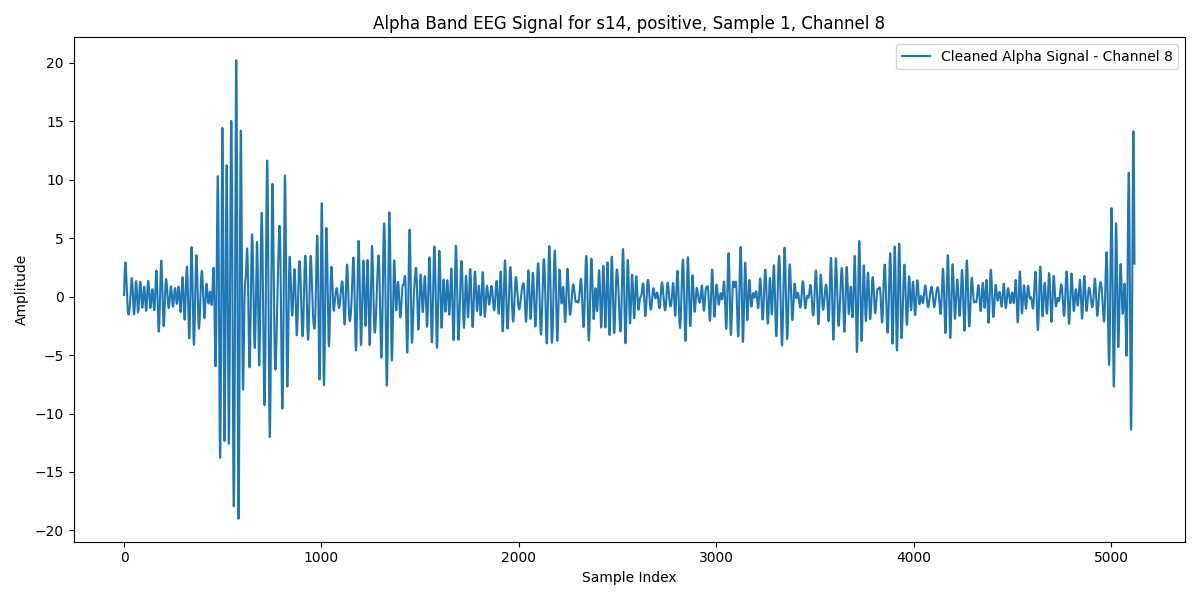 Alpha Band EEG Signal for s14, positive, Sample 1, Channel 8
Cleaned Alpha Signal - Channel 8
Amplitude
20
15
10
5
0
−5
−10
−15
−20
0 1000 2000 3000 4000 5000
Sample Index